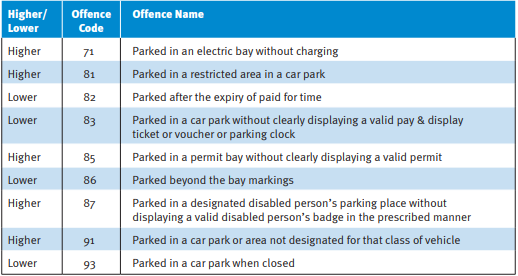 Higher/ Lower Offence Code Offence Name
Higher 71 Parked in an electric bay without charging
Higher 81 Parked in a restricted area in a car park
Lower 82 Parked after the expiry of paid for time
Lower 83 Parked in a car park without clearly displaying a valid pay & display
ticket or voucher or parking clock
Higher 85 Parked in a permit bay without clearly displaying a valid permit
Lower 86 Parked beyond the bay markings
Higher 87 Parked in a designated disabled person’s parking place without
displaying a valid disabled person’s badge in the prescribed manner
Higher 91 Parked in a car park or area not designated for that class of vehicle
Lower 93 Parked in a car park when closed